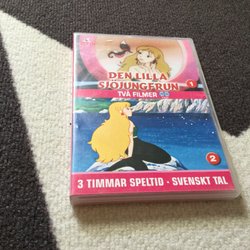 DEN LILLA
SJÖJUNGFRUN
1
TVÅ FILMER
2
3 TIMMAR SPELTID · SVENSKT TAL